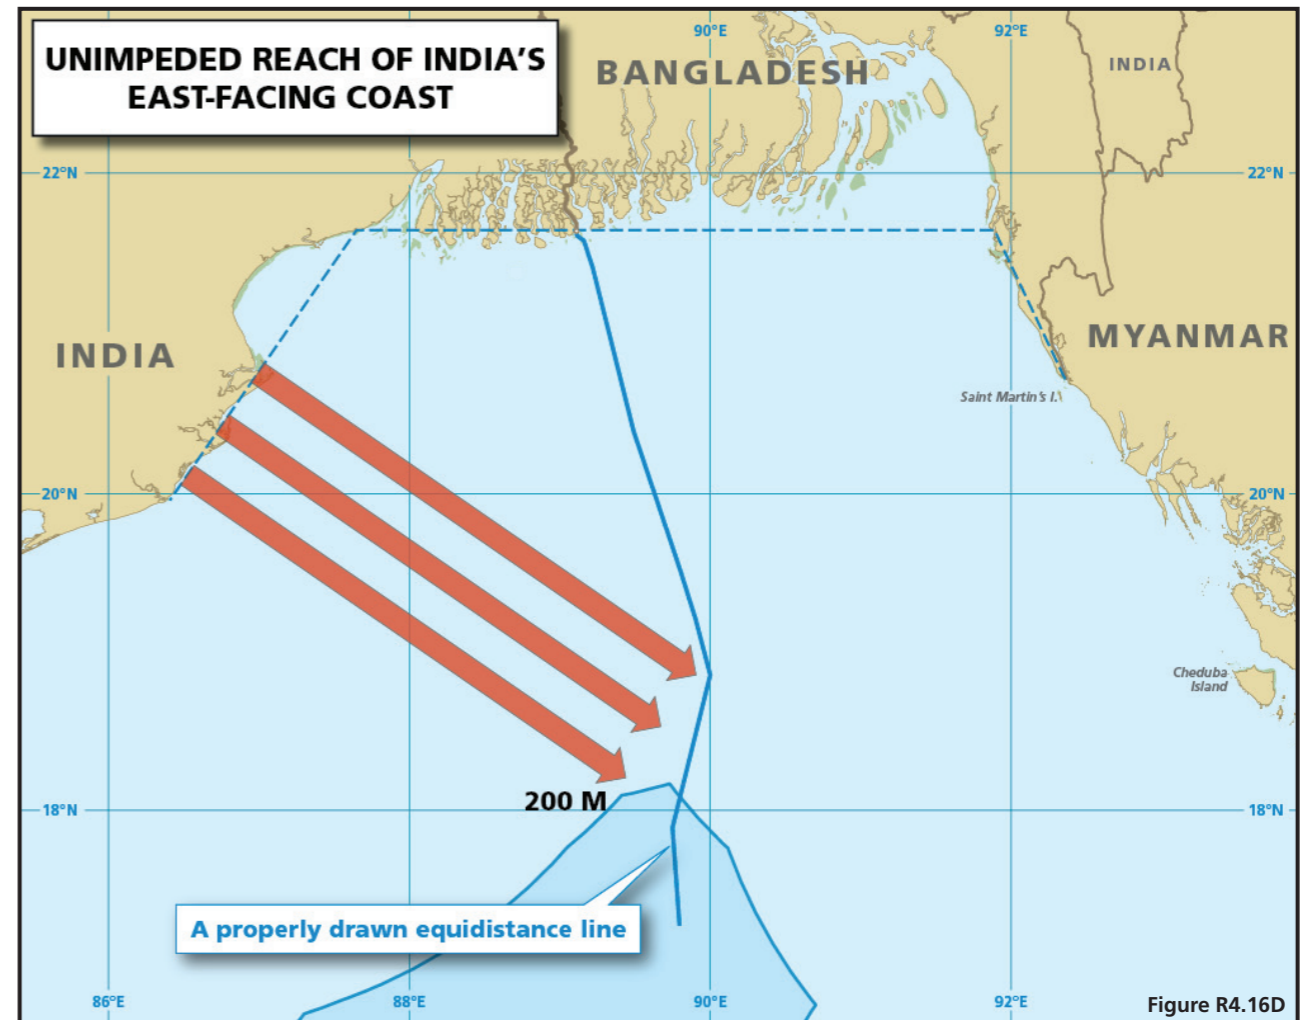 UNIMPEDED REACH OF INDIA'S
EAST-FACING COAST
90°E
92°E
BANGLADESH
INDIA
22°N
22°N
INDIA
MYANMAR
Saint Martin's I.
20°N
20°N
Cheduba
Island
200 M
18°N
18°N
A properly drawn equidistance line
86°E
88°E
90°E
92°E
Figure R4.16D